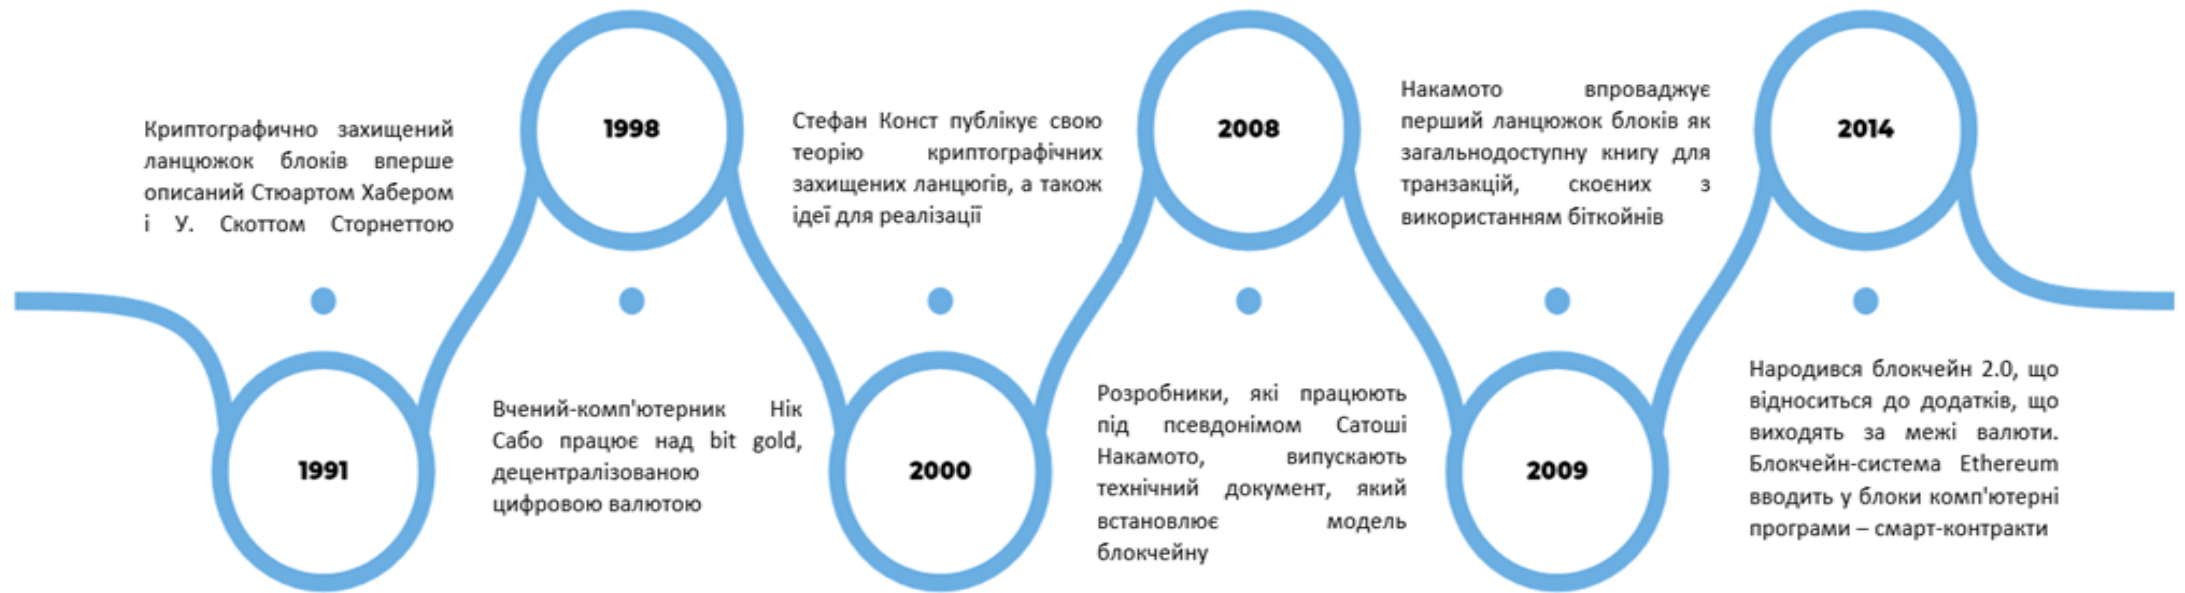 Криптографично захищений
ланцюжок блоків вперше
описаний Стюартом Хабером
і У. Скоттом Сторнеттою
1991
1998
Вчений-комп'ютерник Нік
Сабо працює над bit gold,
децентралізованою
цифровою валютою
Стефан Конст публікує свою
теорію криптографічних
захищених ланцюгів, а також
ідеї для реалізації
2000
2008
Розробники, які працюють
під псевдонімом Сатоші
Накамото, випускають
технічний документ, який
встановлює модель
блокчейну
Накамото впроваджує
перший ланцюжок блоків як
загальнодоступну книгу для
транзакцій, скоєних з
використанням біткойнів
2009
2014
Народився блокчейн 2.0, що
відноситься до додатків, що
виходять за межі валюти.
Блокчейн-система Ethereum
вводить у блоки комп'ютерні
програми – смарт-контракти